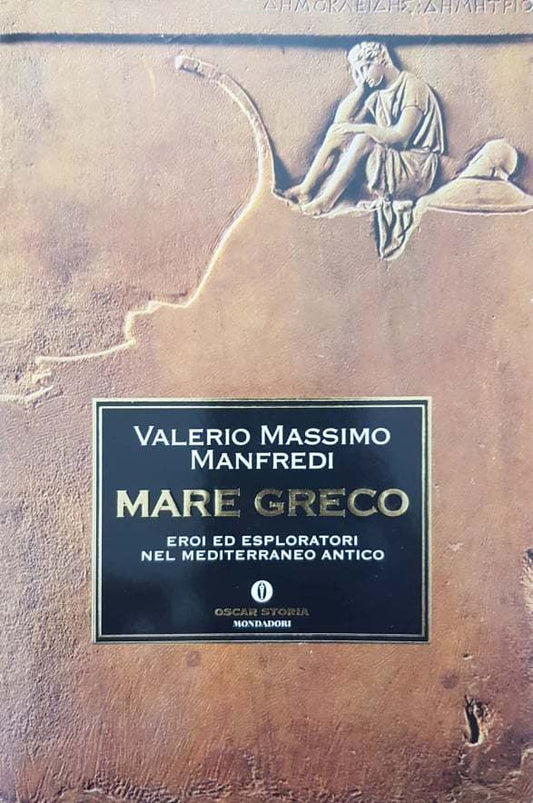 ΔΗΜΟΚΛΕΙΔΗΣ : ΔΗΜΗΤΡΙΟ
VALERIO MASSIMO
MANFREDI
MARE GRECO
EROI ED ESPLORATORI
NEL MEDITERRANEO ANTICO
OSCAR STORIA
MONDADORI